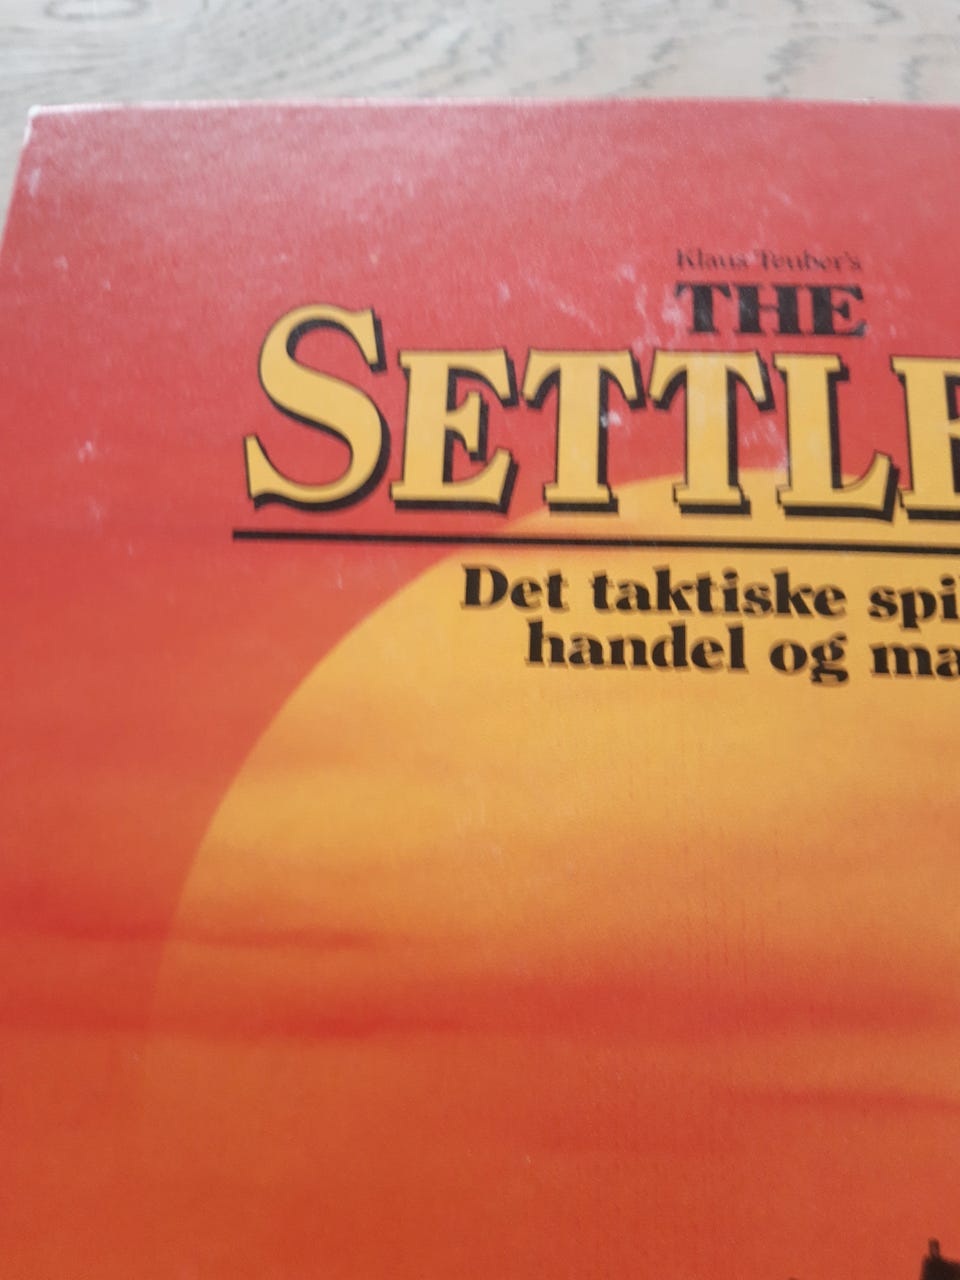 Klaus Teuber's
THE
SETTLE
Det taktiske spi
handel og ma